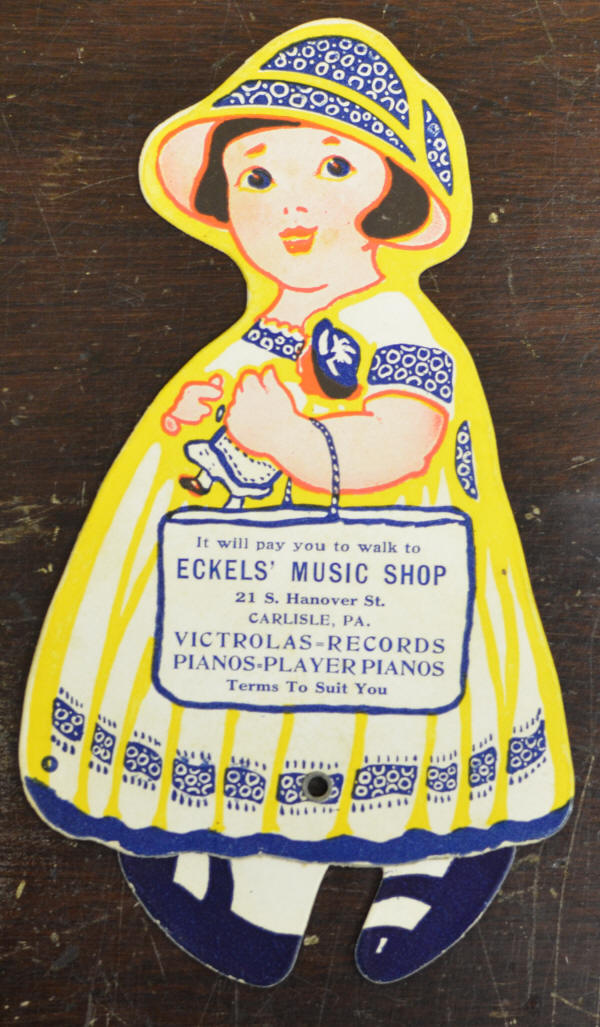 It will pay you to walk to
ECKELS' MUSIC SHOP
21 S. Hanover St.
CARLISLE, PA.
VICTROLAS=RECORDS
PIANOS=PLAYER PIANOS
Terms To Suit You